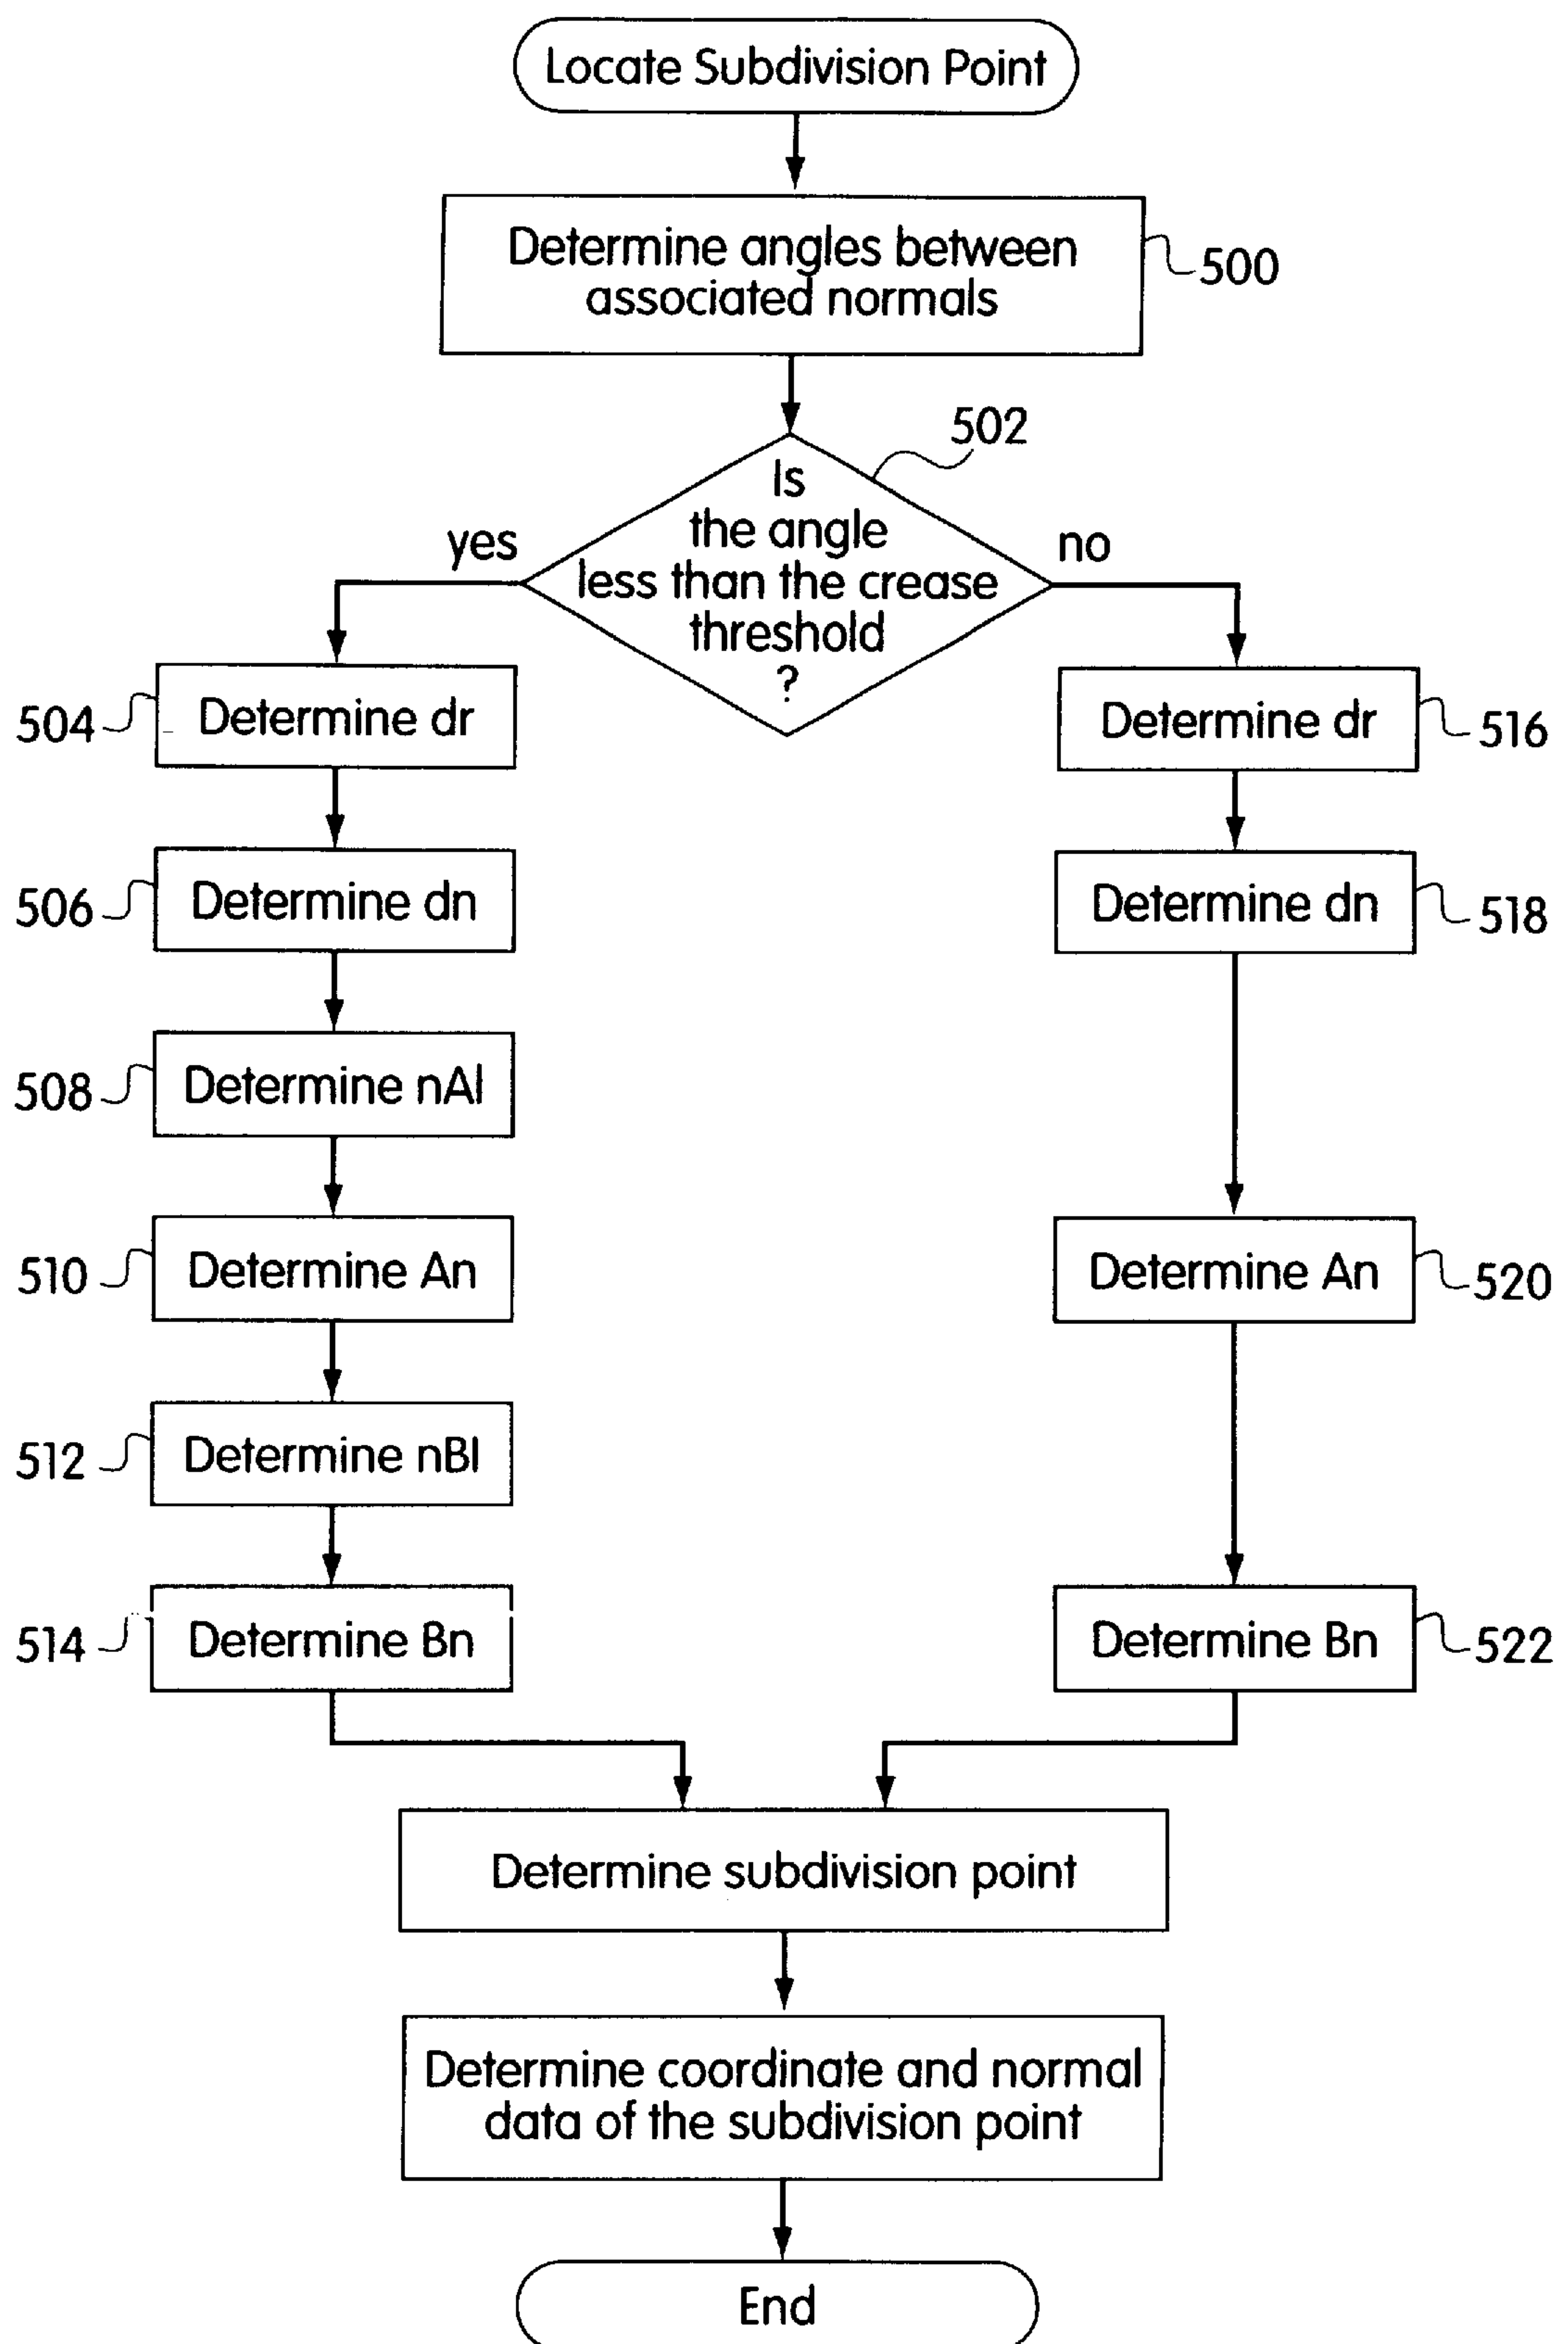 Locate Subdivision Point
Determine angles between
associated normals
500
502
Is
the angle
less than the crease
threshold
?
yes
no
504
Determine dr
Determine dr
516
506
Determine dn
Determine dn
518
508
Determine nAl
510
Determine An
Determine An
520
512
Determine nBl
514
Determine Bn
Determine Bn
522
Determine subdivision point
Determine coordinate and normal
data of the subdivision point
End